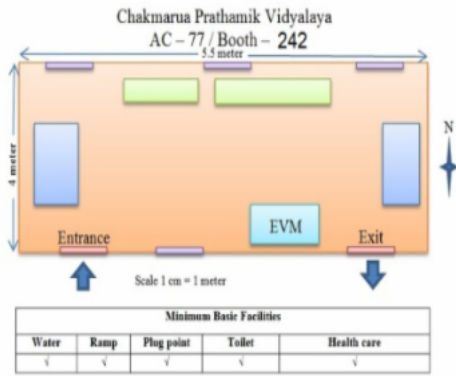 Chakmarua Prathamik Vidyalaya
AC – 77 / Booth – 242
5.5 meter
4 meter
N
EVM
Entrance
Exit
Scale 1 cm = 1 meter
Minimum Basic Facilities
Water Ramp Plug point Toilet Health care
√ √ √ √ √